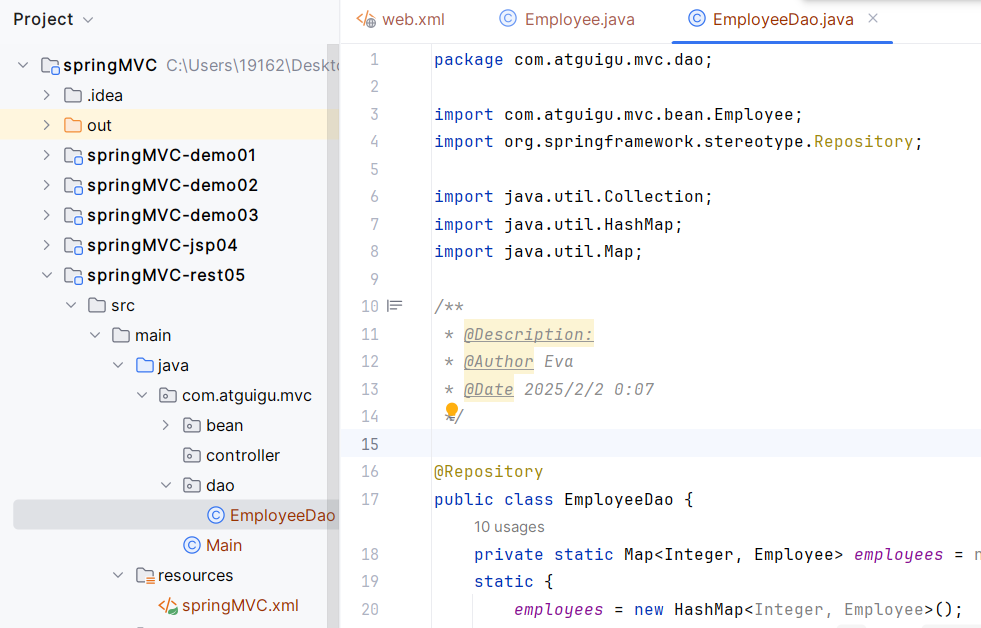 Project
springMVC C:\Users\19162\Deskto
.idea
out
springMVC-demo01
springMVC-demo02
springMVC-demo03
springMVC-jsp04
springMVC-rest05
src
main
java
com.atguigu.mvc
bean
controller
dao
EmployeeDao
Main
resources
springMVC.xml
web.xml Employee.java EmployeeDao.java
1 package com.atguigu.mvc.dao;
2
3 import com.atguigu.mvc.bean.Employee;
4 import org.springframework.stereotype.Repository;
5
6 import java.util.Collection;
7 import java.util.HashMap;
8 import java.util.Map;
9
10 /**
11 * @Description:
12 * @Author Eva
13 * @Date 2025/2/2 0:07
14 */
15
16 @Repository
17 public class EmployeeDao {
10 usages
18 private static Map<Integer, Employee> employees = n
19 static {
20 employees = new HashMap<Integer, Employee>();